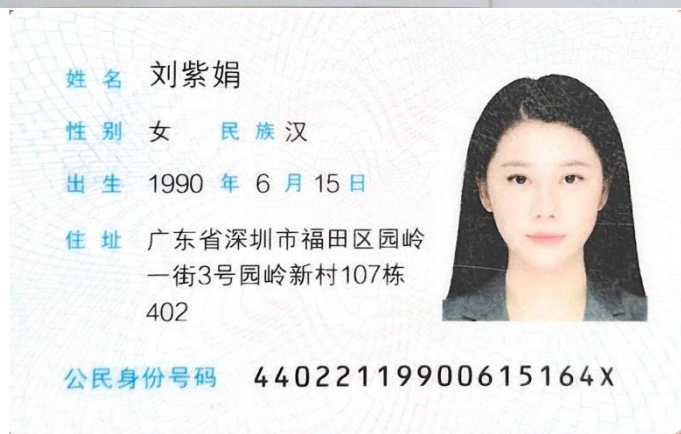 姓名 刘紫娟
性别 女 民族 汉
出生 1990 年 6 月 15 日
住址 广东省深圳市福田区园岭
一街3号园岭新村107栋
402
公民身份号码 44022119900615164X